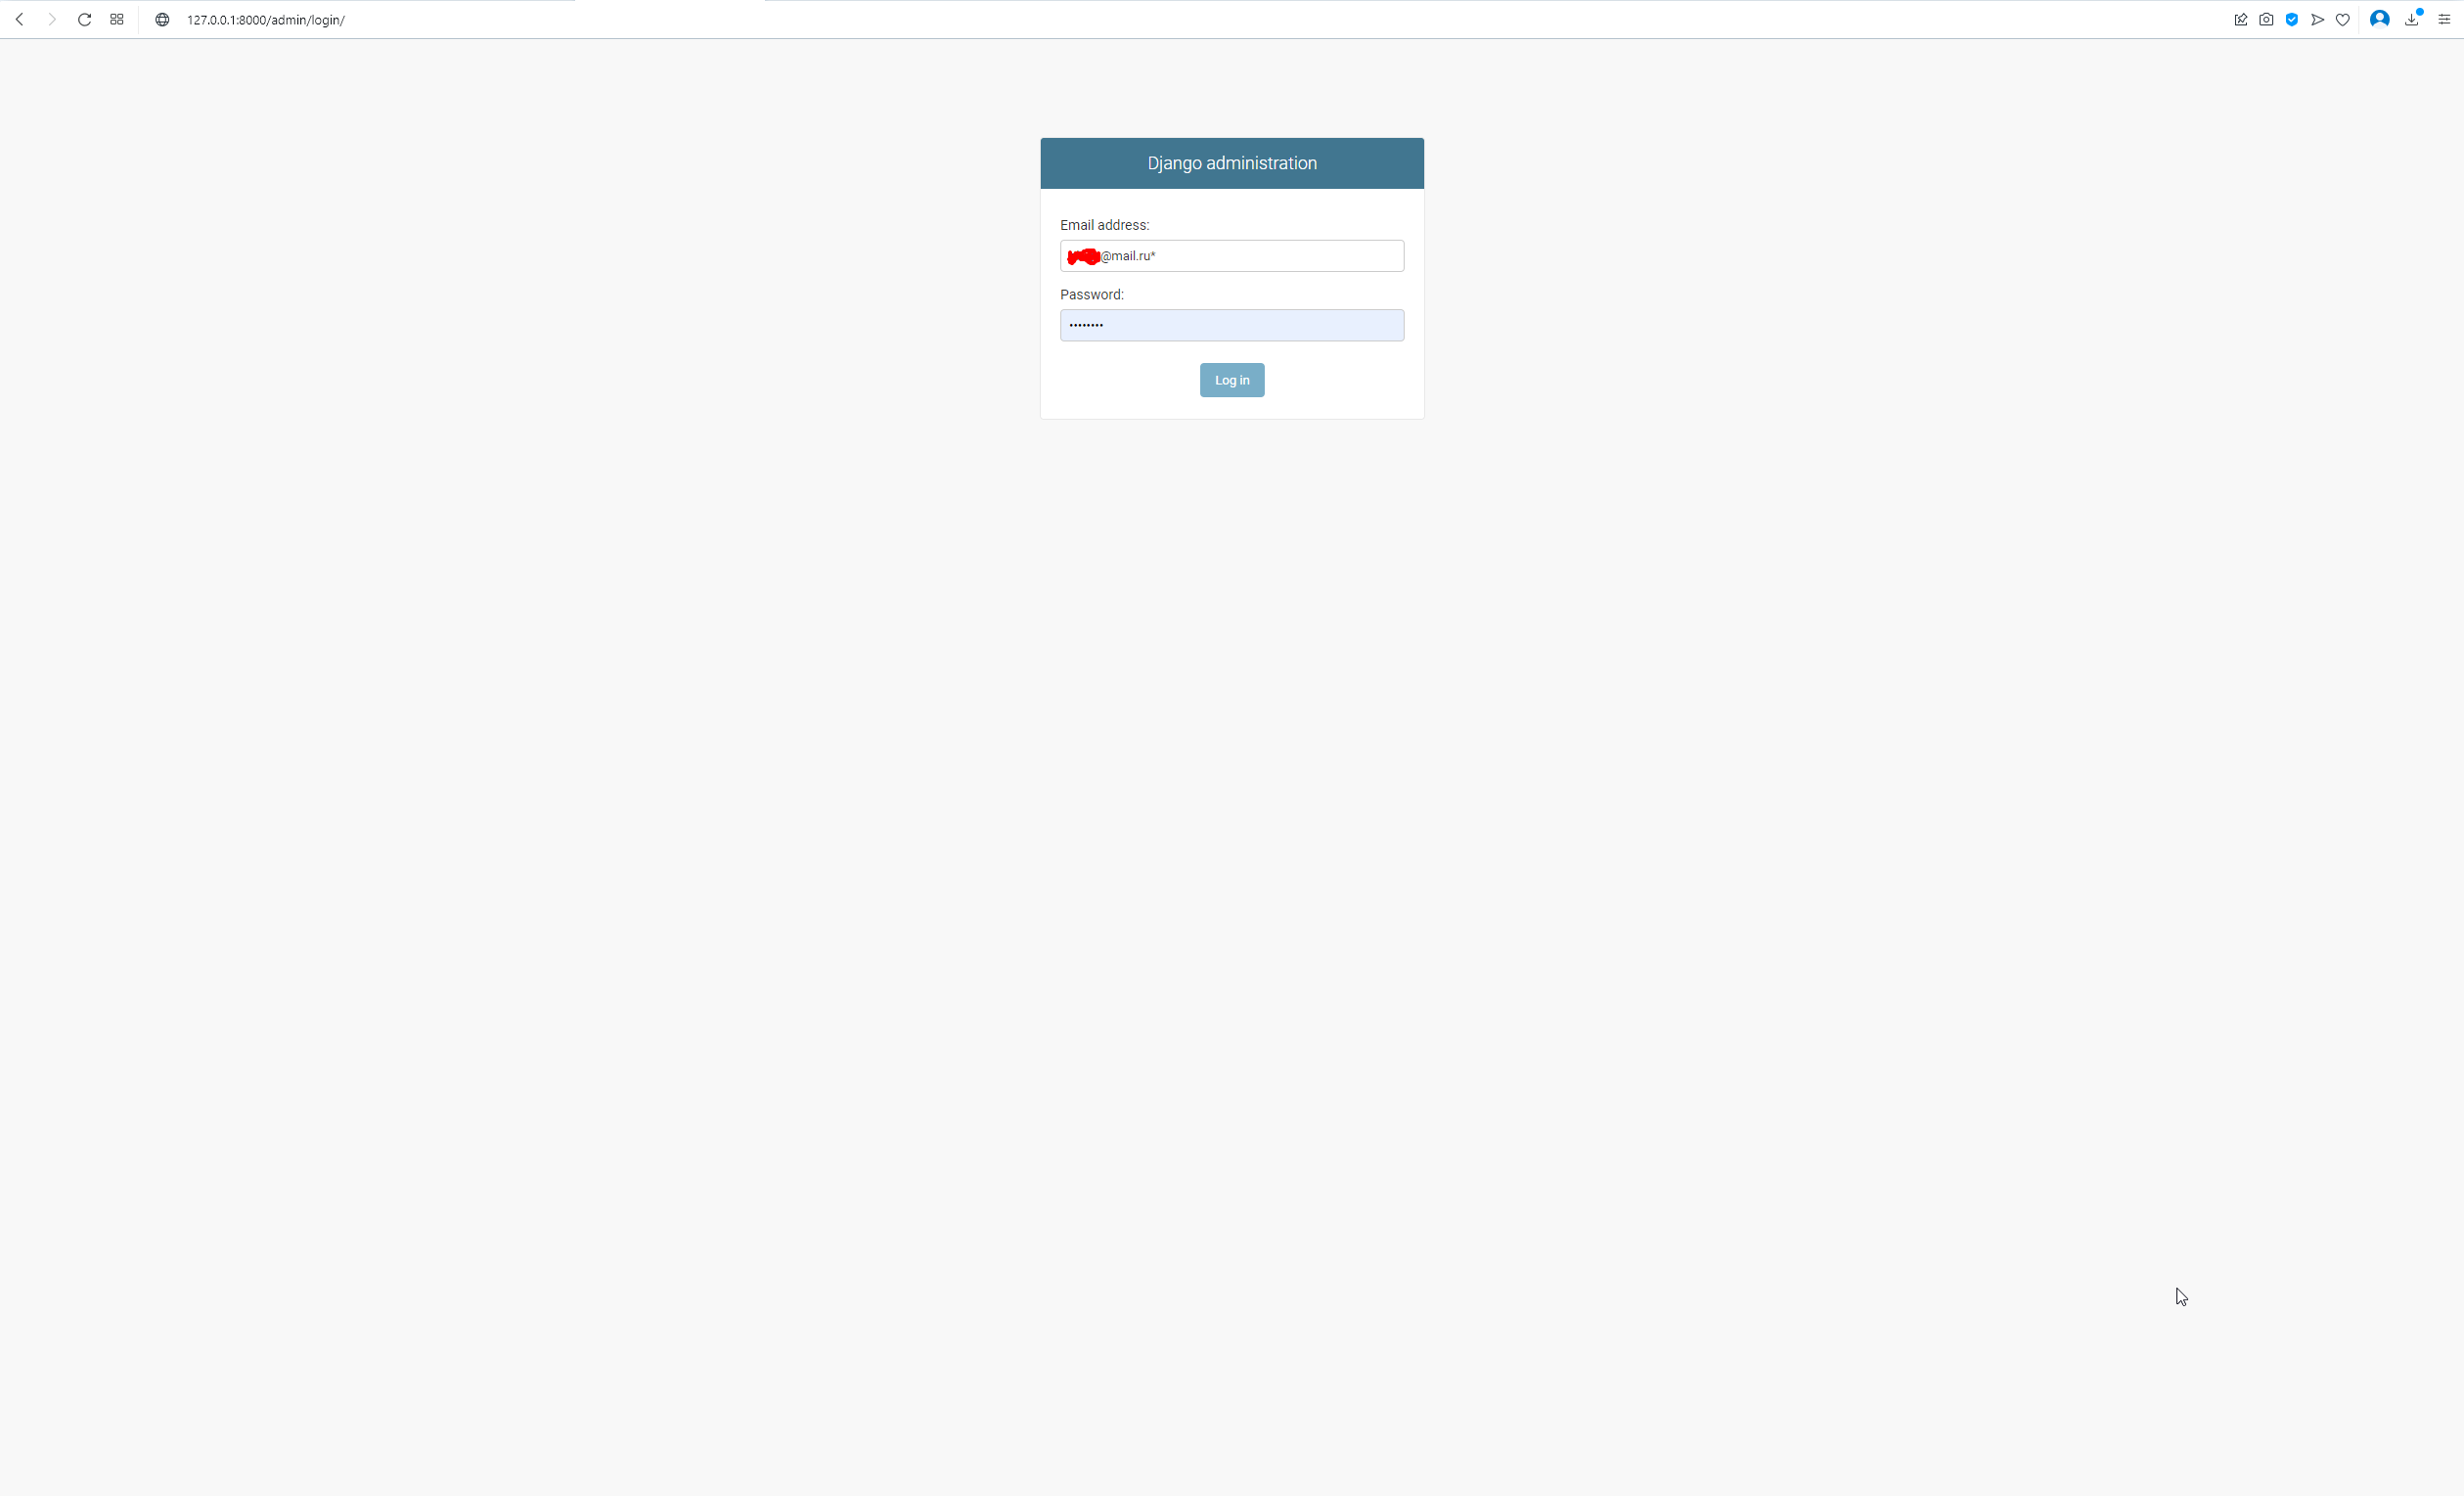 127.0.0.1:8000/admin/login/
Django administration
Email address:
@mail.ru*
Password:
••••••••
Log in